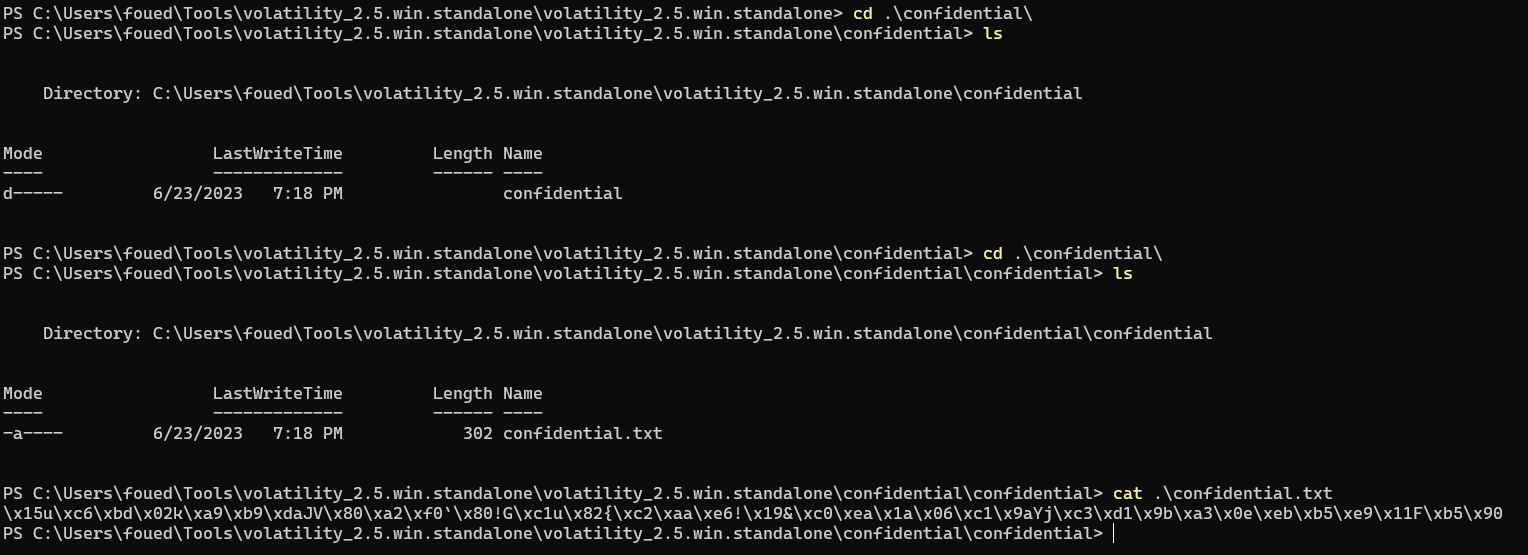 PS C:\Users\foued\Tools\volatility_2.5.win.standalone\volatility_2.5.win.standalone> cd .\confidential\
PS C:\Users\foued\Tools\volatility_2.5.win.standalone\volatility_2.5.win.standalone\confidential> ls
Directory: C:\Users\foued\Tools\volatility_2.5.win.standalone\volatility_2.5.win.standalone\confidential
Mode                 LastWriteTime         Length Name
----                 -------------         ------ ----
d-----         6/23/2023   7:18 PM                confidential
PS C:\Users\foued\Tools\volatility_2.5.win.standalone\volatility_2.5.win.standalone\confidential> cd .\confidential\
PS C:\Users\foued\Tools\volatility_2.5.win.standalone\volatility_2.5.win.standalone\confidential\confidential> ls
Directory: C:\Users\foued\Tools\volatility_2.5.win.standalone\volatility_2.5.win.standalone\confidential\confidential
Mode                 LastWriteTime         Length Name
----                 -------------         ------ ----
-a----         6/23/2023   7:18 PM            302 confidential.txt
PS C:\Users\foued\Tools\volatility_2.5.win.standalone\volatility_2.5.win.standalone\confidential\confidential> cat .\confidential.txt
\x15u\xc6\xbd\x02k\xa9\xb9\xdaJV\x80\xa2\xf0`\x80!G\xc1u\x82{\xc2\xaa\xe6!\x19&\xc0\xea\x1a\x06\xc1\x9aYj\xc3\xd1\x9b\xa3\x0e\xeb\xb5\xe9\x11F\xb5\x90
PS C:\Users\foued\Tools\volatility_2.5.win.standalone\volatility_2.5.win.standalone\confidential\confidential>